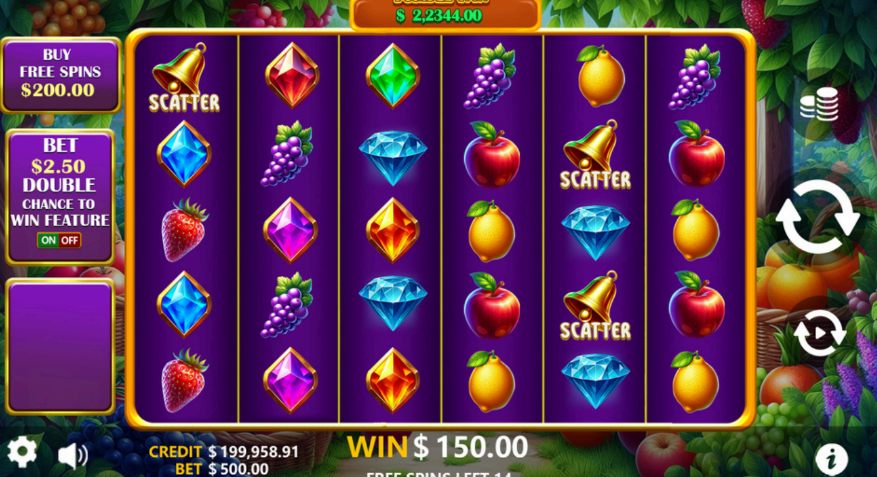 $ 2,2344.00
BUY
FREE SPINS
$200.00
SCATTER
BET
$2.50
DOUBLE
CHANCE TO
WIN FEATURE
ON OFF
SCATTER
SCATTER
CREDIT $ 199,958.91
BET $ 500.00
WIN $ 150.00
FREE SPINS LEFT 14